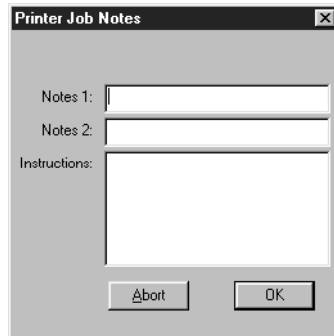 Printer Job Notes
Notes 1:
Notes 2:
Instructions:
Abort OK